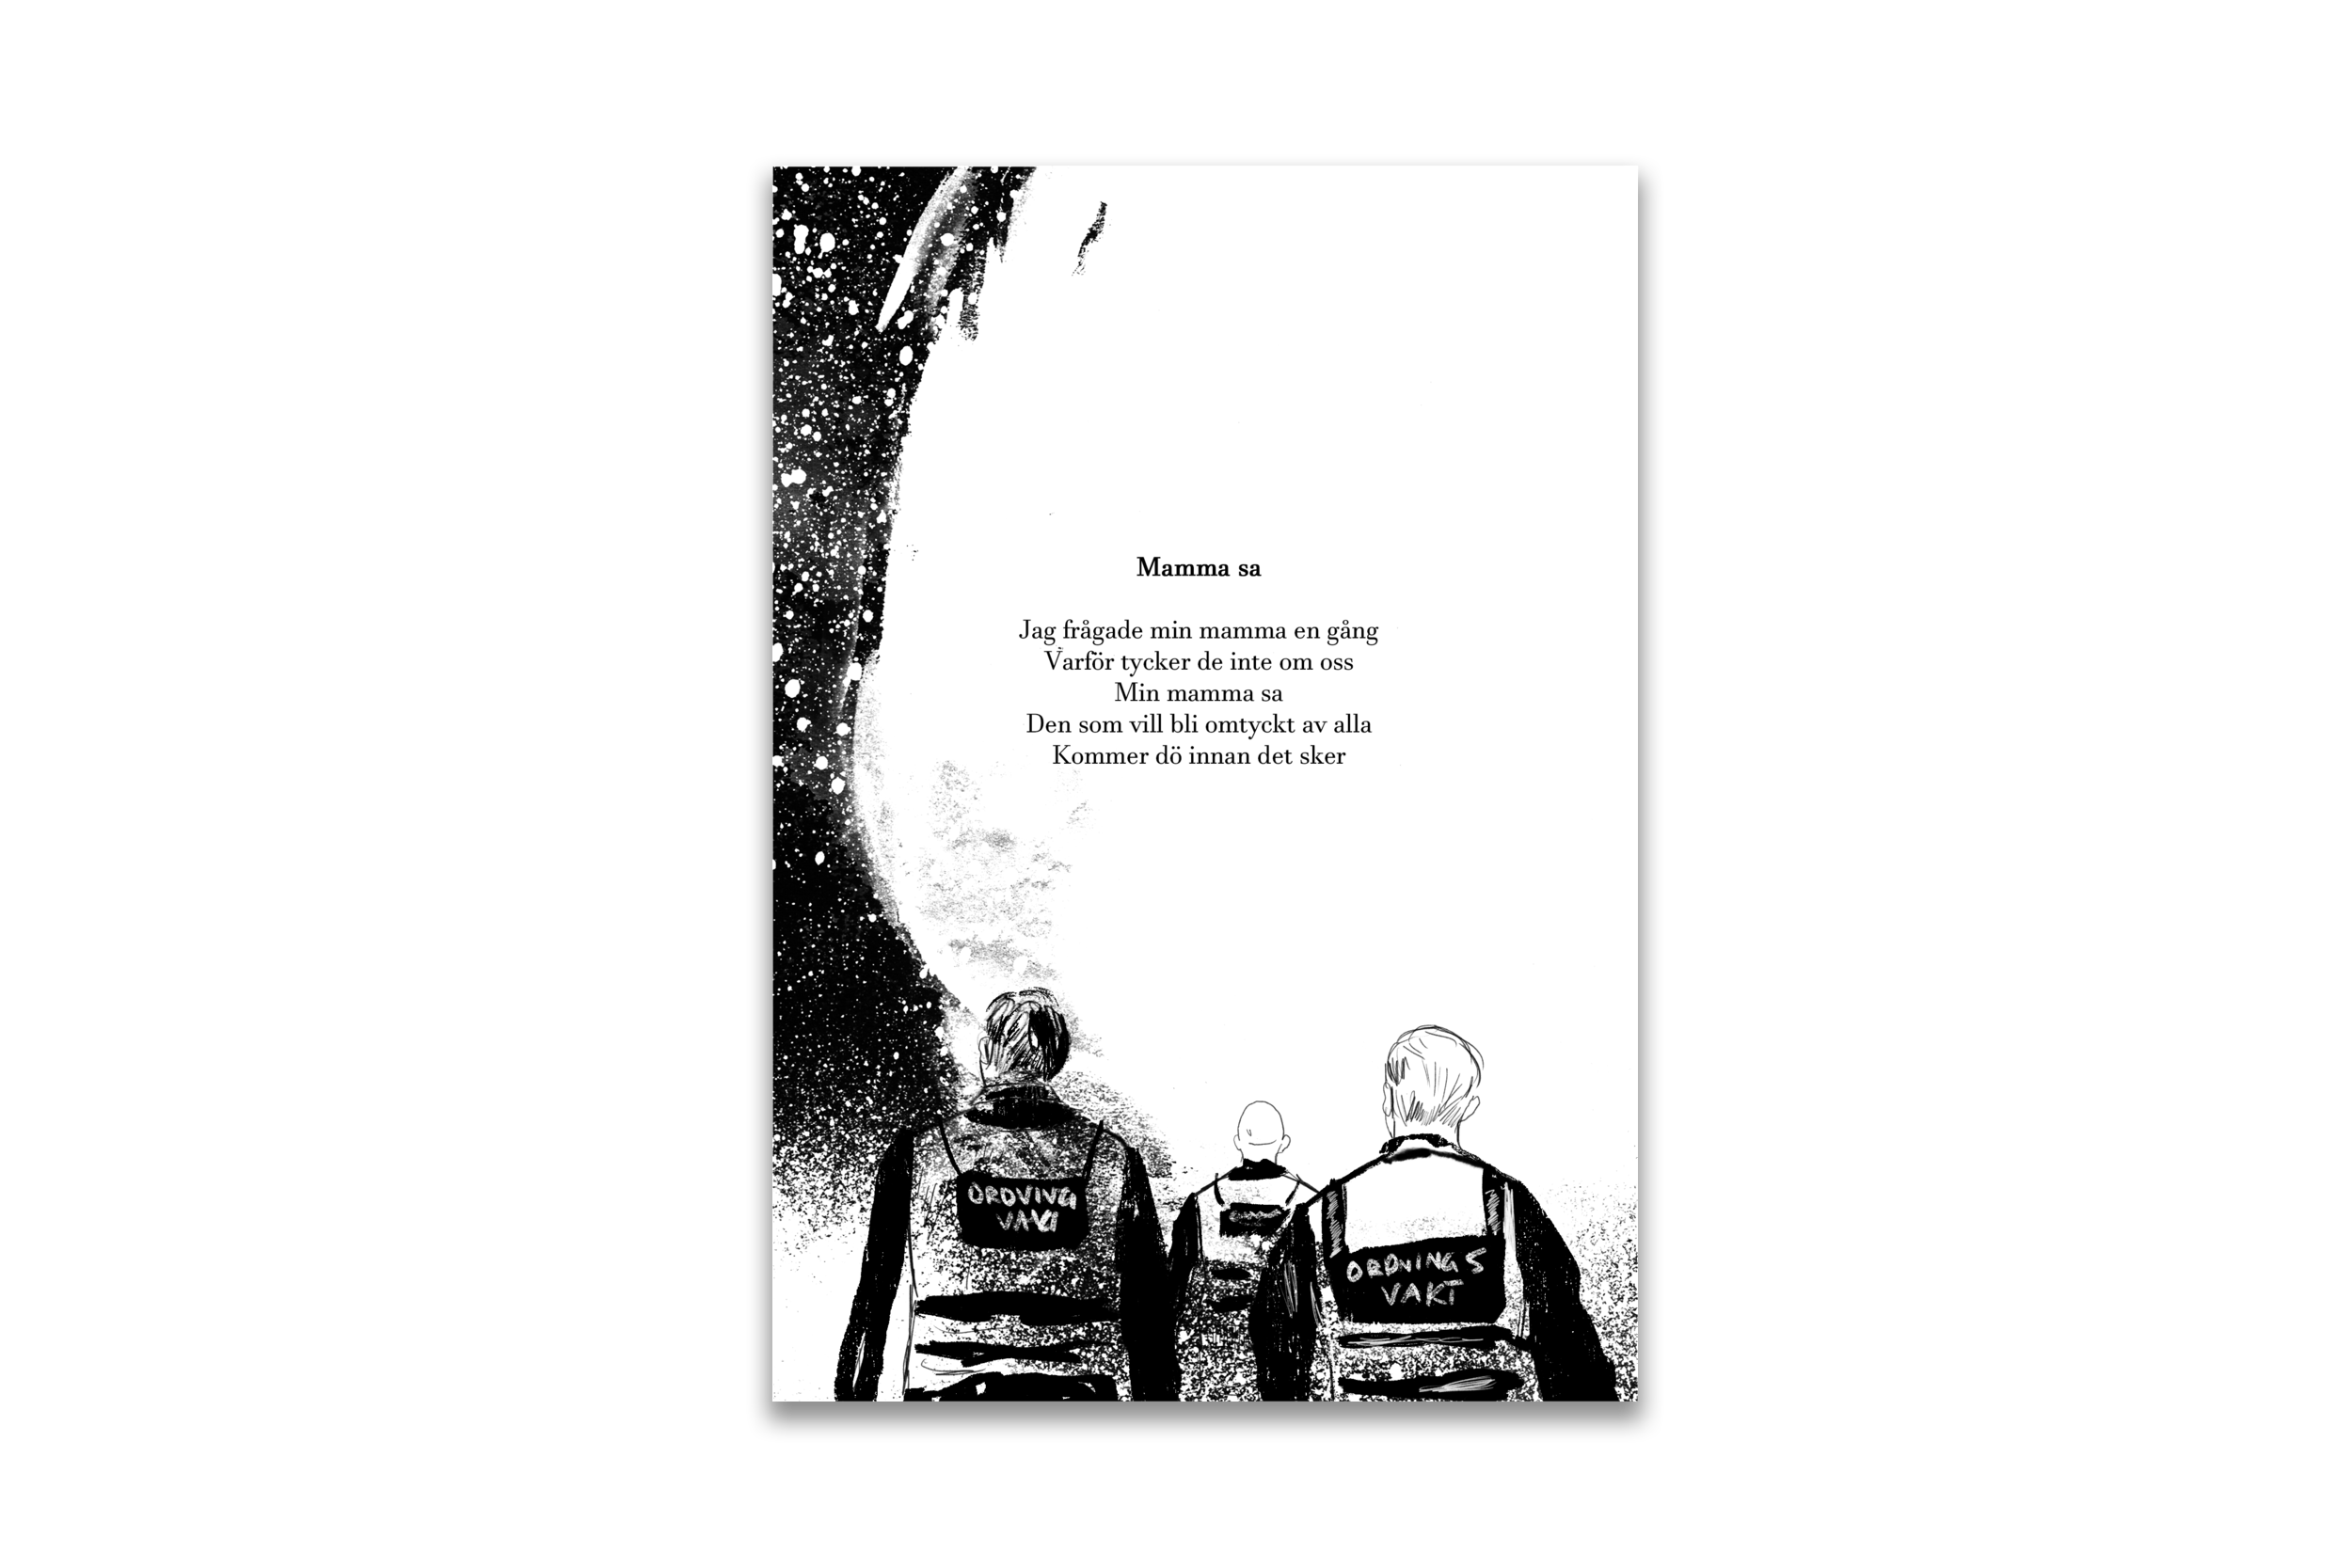 Mamma sa
Jag frågade min mamma en gång
Varför tycker de inte om oss
Min mamma sa
Den som vill bli omtyckt av alla
Kommer dö innan det sker
ORDNING
VAKT
ORDNINGS
VAKT